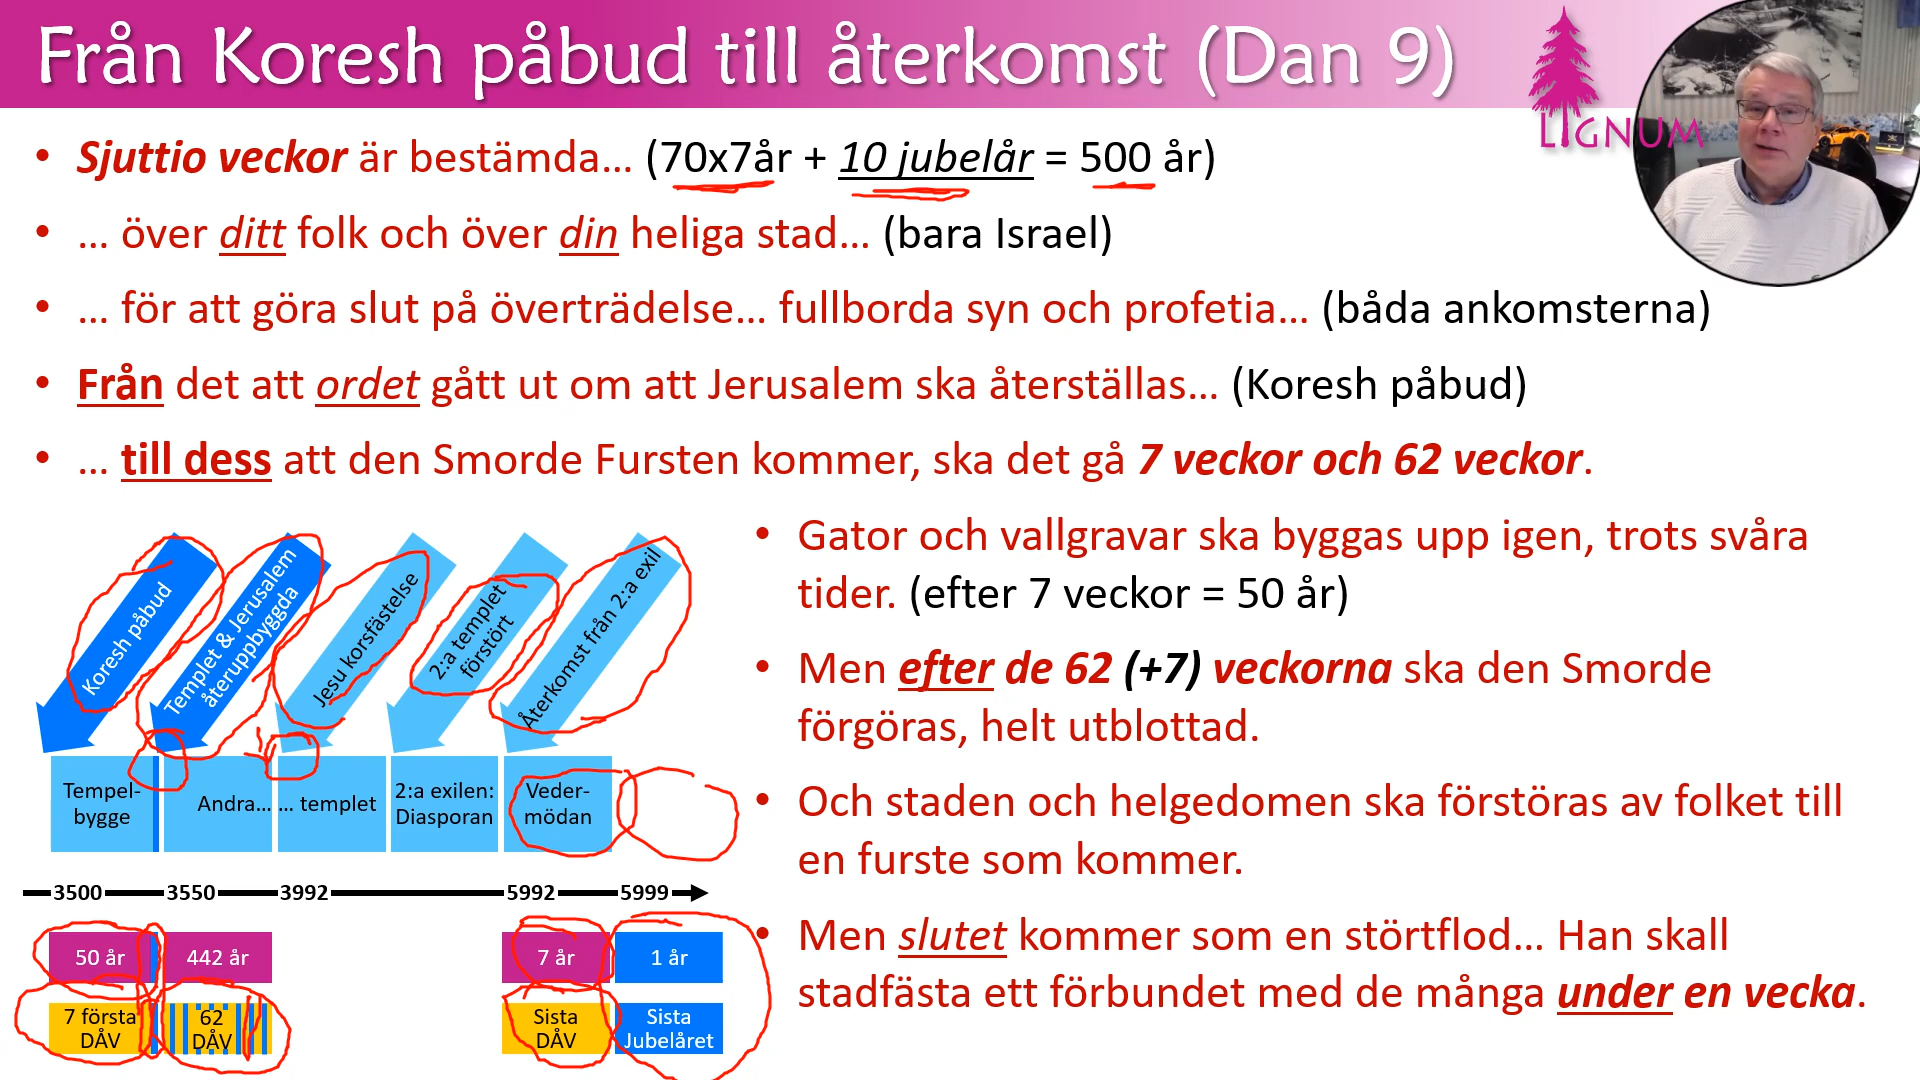 Från Koresh påbud till återkomst (Dan 9)
LIGNUM
• Sjuttio veckor är bestämda... (70x7år + 10 jubelår = 500 år)
• ... över ditt folk och över din heliga stad... (bara Israel)
• ... för att göra slut på överträdelse... fullborda syn och profetia... (båda ankomsterna)
• Från det att ordet gått ut om att Jerusalem ska återställas... (Koresh påbud)
• ... till dess att den Smorde Fursten kommer, ska det gå 7 veckor och 62 veckor.
• Gator och vallgravar ska byggas upp igen, trots svåra
tider. (efter 7 veckor = 50 år)
• Men efter de 62 (+7) veckorna ska den Smorde
förgöras, helt utblottad.
• Och staden och helgedomen ska förstöras av folket till
en furste som kommer.
• Men slutet kommer som en störtflod... Han skall
stadfästa ett förbundet med de många under en vecka.
Koresh påbud
Templet & Jerusalem
återuppbyggda
Jesu korsfästelse
2:a templet
förstört
Återkomst från 2:a exil
Tempel-
bygge
Andra...
... templet
2:a exilen:
Diasporan
Veder-
mödan
3500 3550 3992 5992 5999
50 år 442 år 7 år 1 år
7 första
DÅV
62
DÅV
Sista
DÅV
Sista
Jubelåret